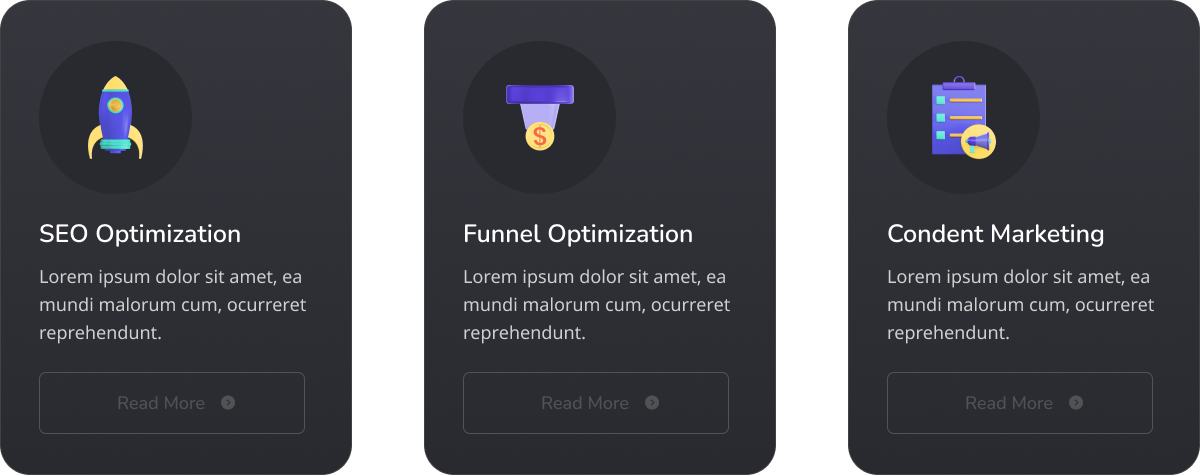 SEO Optimization
Lorem ipsum dolor sit amet, ea
mundi malorum cum, ocurreret
reprehendunt.
Read More
$
Funnel Optimization
Lorem ipsum dolor sit amet, ea
mundi malorum cum, ocurreret
reprehendunt.
Read More
Condent Marketing
Lorem ipsum dolor sit amet, ea
mundi malorum cum, ocurreret
reprehendunt.
Read More